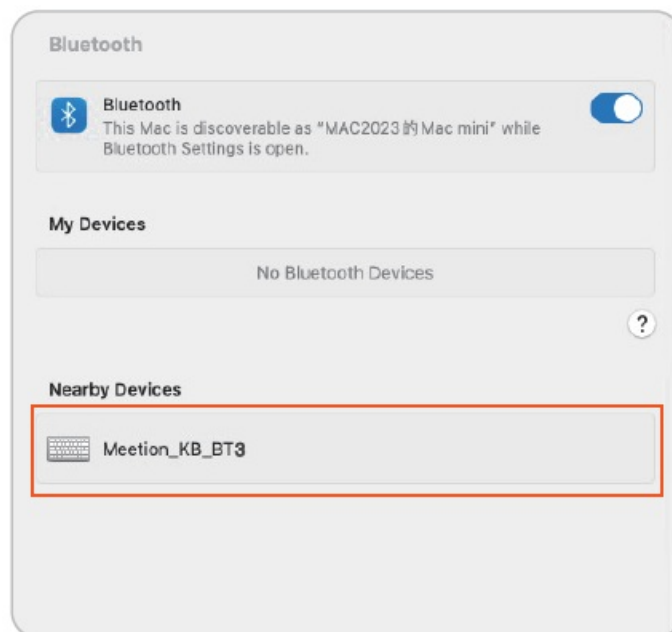 Bluetooth
Bluetooth
This Mac is discoverable as "MAC2023的Mac mini" while
Bluetooth Settings is open.
My Devices
No Bluetooth Devices
?
Nearby Devices
Meetion_KB_BT3